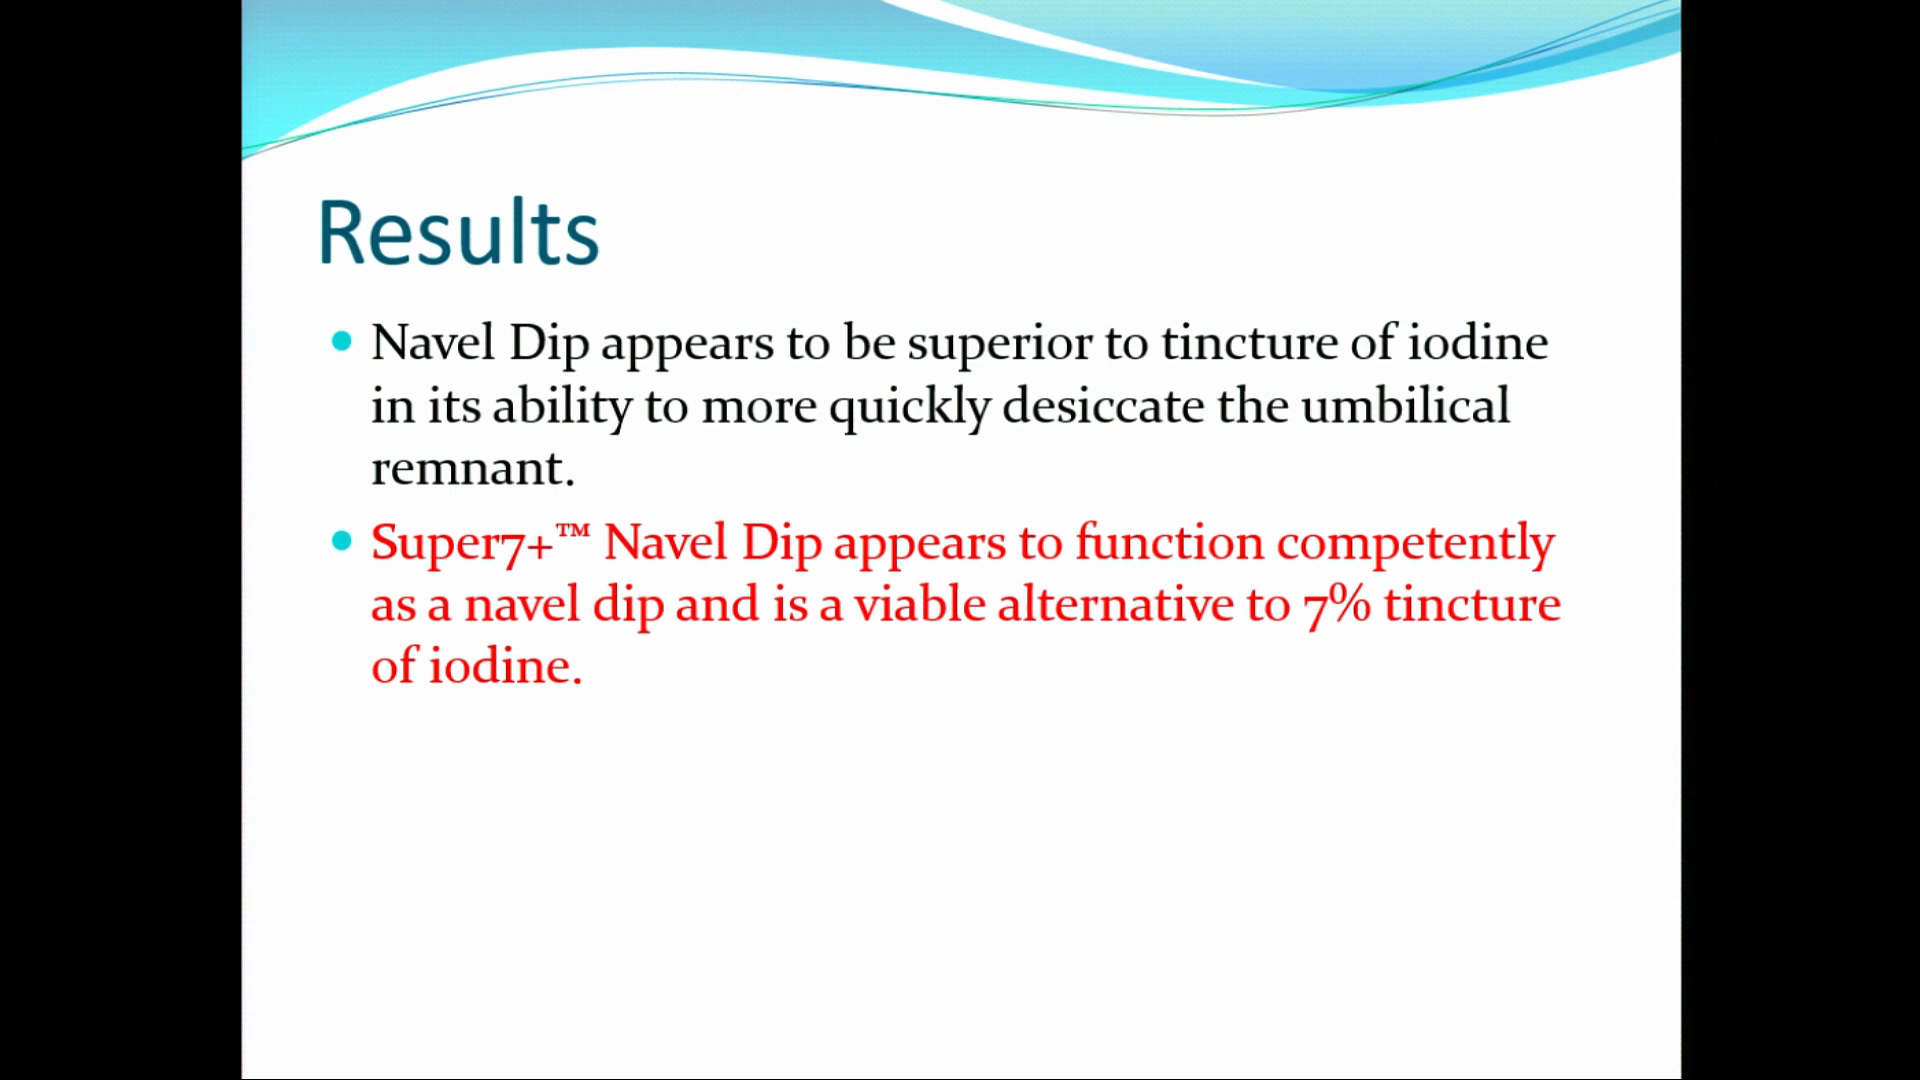 Results
• Navel Dip appears to be superior to tincture of iodine
in its ability to more quickly desiccate the umbilical
remnant.
• Super7+™ Navel Dip appears to function competently
as a navel dip and is a viable alternative to 7% tincture
of iodine.